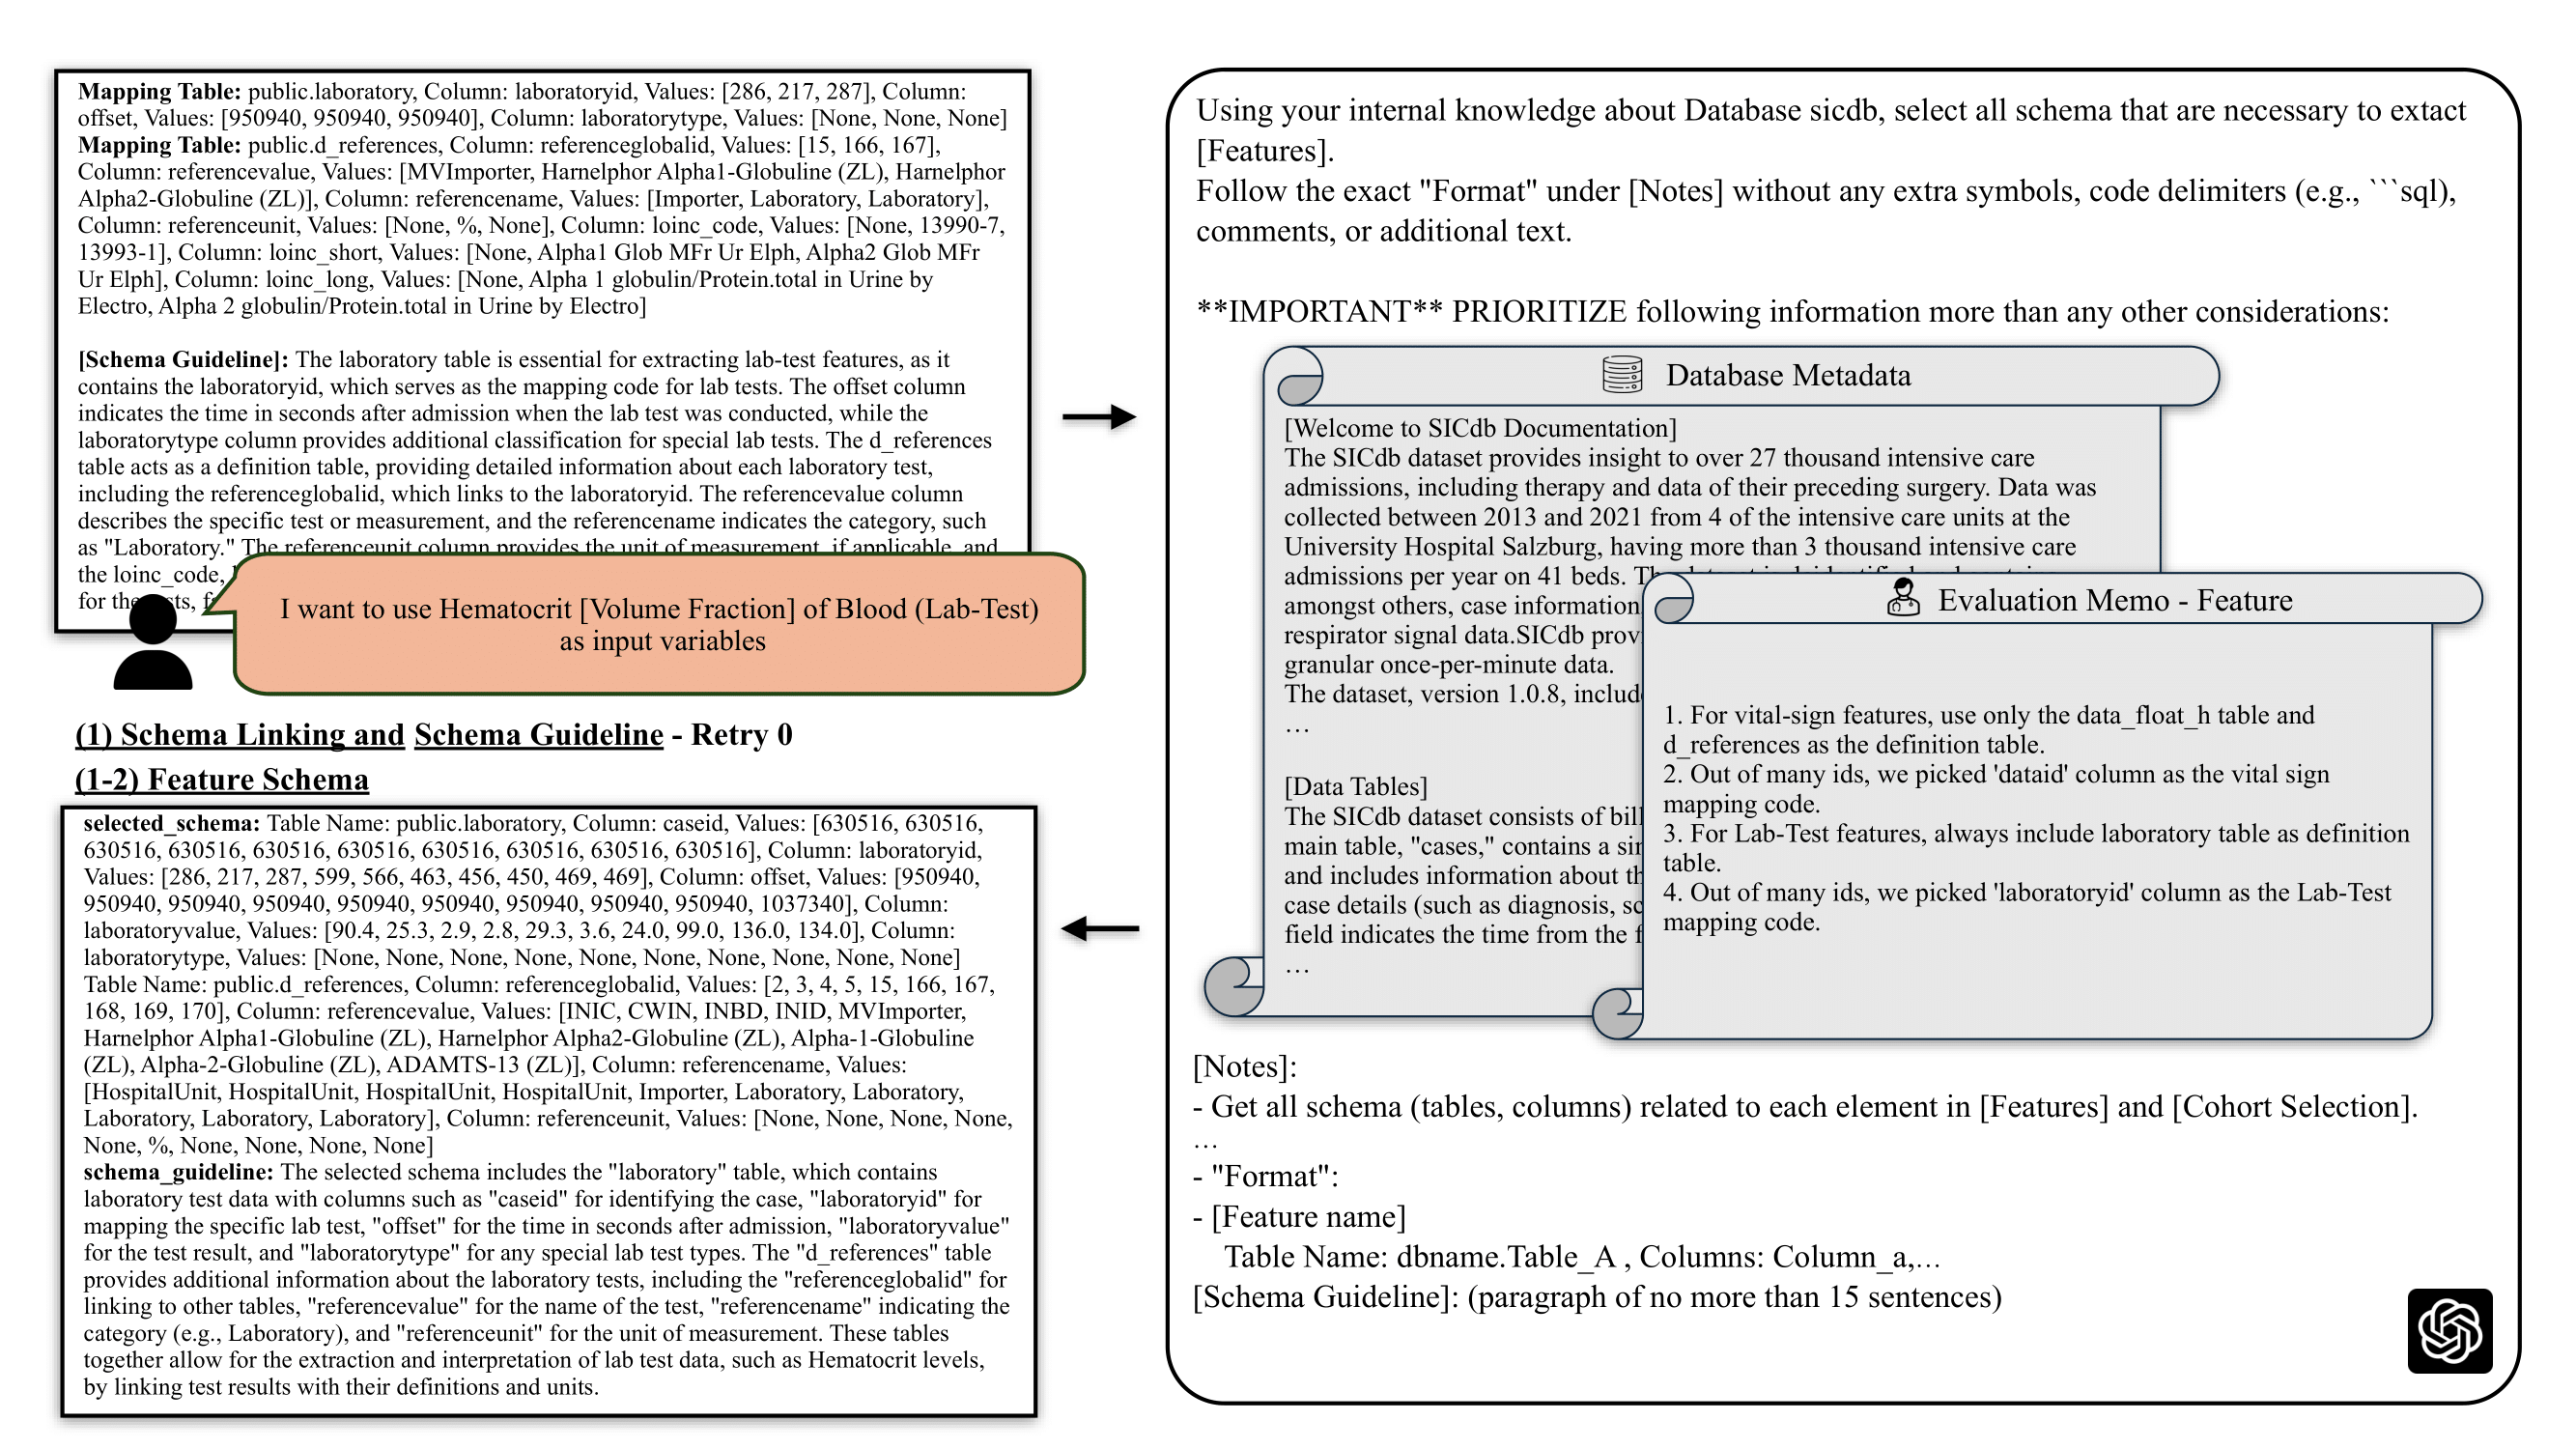 Mapping Table: public.laboratory, Column: laboratoryid, Values: [286, 217, 287], Column:
offset, Values: [950940, 950940, 950940], Column: laboratorytype, Values: [None, None, None]
Mapping Table: public.d_references, Column: referenceglobalid, Values: [15, 166, 167],
Column: referencevalue, Values: [MVImporter, Harnelphor Alpha1-Globuline (ZL), Harnelphor
Alpha2-Globuline (ZL)], Column: referencename, Values: [Importer, Laboratory, Laboratory],
Column: referenceunit, Values: [None, %, None], Column: loinc_code, Values: [None, 13990-7,
13993-1], Column: loinc_short, Values: [None, Alpha1 Glob MFr Ur Elph, Alpha2 Glob MFr
Ur Elph], Column: loinc_long, Values: [None, Alpha 1 globulin/Protein.total in Urine by
Electro, Alpha 2 globulin/Protein.total in Urine by Electro]
[Schema Guideline]: The laboratory table is essential for extracting lab-test features, as it
contains the laboratoryid, which serves as the mapping code for lab tests. The offset column
indicates the time in seconds after admission when the lab test was conducted, while the
laboratorytype column provides additional classification for special lab tests. The d_references
table acts as a definition table, providing detailed information about each laboratory test,
including the referenceglobalid, which links to the laboratoryid. The referencevalue column
describes the specific test or measurement, and the referencename indicates the category, such
as "Laboratory." The referenceunit column provides the unit of measurement, if applicable, and
the loinc_code,
for the
I want to use Hematocrit [Volume Fraction] of Blood (Lab-Test)
as input variables
(1) Schema Linking and Schema Guideline - Retry 0
(1-2) Feature Schema
selected_schema: Table Name: public.laboratory, Column: caseid, Values: [630516, 630516,
630516, 630516, 630516, 630516, 630516, 630516, 630516, 630516], Column: laboratoryid,
Values: [286, 217, 287, 599, 566, 463, 456, 450, 469, 469], Column: offset, Values: [950940,
950940, 950940, 950940, 950940, 950940, 950940, 950940, 950940, 1037340], Column:
laboratoryvalue, Values: [90.4, 25.3, 2.9, 2.8, 29.3, 3.6, 24.0, 99.0, 136.0, 134.0], Column:
laboratorytype, Values: [None, None, None, None, None, None, None, None, None, None]
Table Name: public.d_references, Column: referenceglobalid, Values: [2, 3, 4, 5, 15, 166, 167,
168, 169, 170], Column: referencevalue, Values: [INIC, CWIN, INBD, INID, MVImporter,
Harnelphor Alpha1-Globuline (ZL), Harnelphor Alpha2-Globuline (ZL), Alpha-1-Globuline
(ZL), Alpha-2-Globuline (ZL), ADAMTS-13 (ZL)], Column: referencename, Values:
[HospitalUnit, HospitalUnit, HospitalUnit, HospitalUnit, Importer, Laboratory, Laboratory,
Laboratory, Laboratory, Laboratory], Column: referenceunit, Values: [None, None, None, None,
None, %, None, None, None, None]
schema_guideline: The selected schema includes the "laboratory" table, which contains
laboratory test data with columns such as "caseid" for identifying the case, "laboratoryid" for
mapping the specific lab test, "offset" for the time in seconds after admission, "laboratoryvalue"
for the test result, and "laboratorytype" for any special lab test types. The "d_references" table
provides additional information about the laboratory tests, including the "referenceglobalid" for
linking to other tables, "referencevalue" for the name of the test, "referencename" indicating the
category (e.g., Laboratory), and "referenceunit" for the unit of measurement. These tables
together allow for the extraction and interpretation of lab test data, such as Hematocrit levels,
by linking test results with their definitions and units.
Using your internal knowledge about Database sicdb, select all schema that are necessary to extact
[Features].
Follow the exact "Format" under [Notes] without any extra symbols, code delimiters (e.g., ```sql),
comments, or additional text.
**IMPORTANT** PRIORITIZE following information more than any other considerations:
Database Metadata
[Welcome to SICdb Documentation]
The SICdb dataset provides insight to over 27 thousand intensive care
admissions, including therapy and data of their preceding surgery. Data was
collected between 2013 and 2021 from 4 of the intensive care units at the
University Hospital Salzburg, having more than 3 thousand intensive care
admissions per year on 41 beds.
amongst others, case information
respirator signal data.SICdb
granular once-per-minute data.
The dataset, version 1.0.8,
…
[Data Tables]
The SICdb dataset consists of
main table, "cases," contains a
and includes information about
case details (such as diagnosis,
field indicates the time from the
…
Evaluation Memo - Feature
1. For vital-sign features, use only the data_float_h table and
d_references as the definition table.
2. Out of many ids, we picked 'dataid' column as the vital sign
mapping code.
3. For Lab-Test features, always include laboratory table as definition
table.
4. Out of many ids, we picked 'laboratoryid' column as the Lab-Test
mapping code.
[Notes]:
- Get all schema (tables, columns) related to each element in [Features] and [Cohort Selection].
…
- "Format":
- [Feature name]
Table Name: dbname.Table_A , Columns: Column_a,…
[Schema Guideline]: (paragraph of no more than 15 sentences)